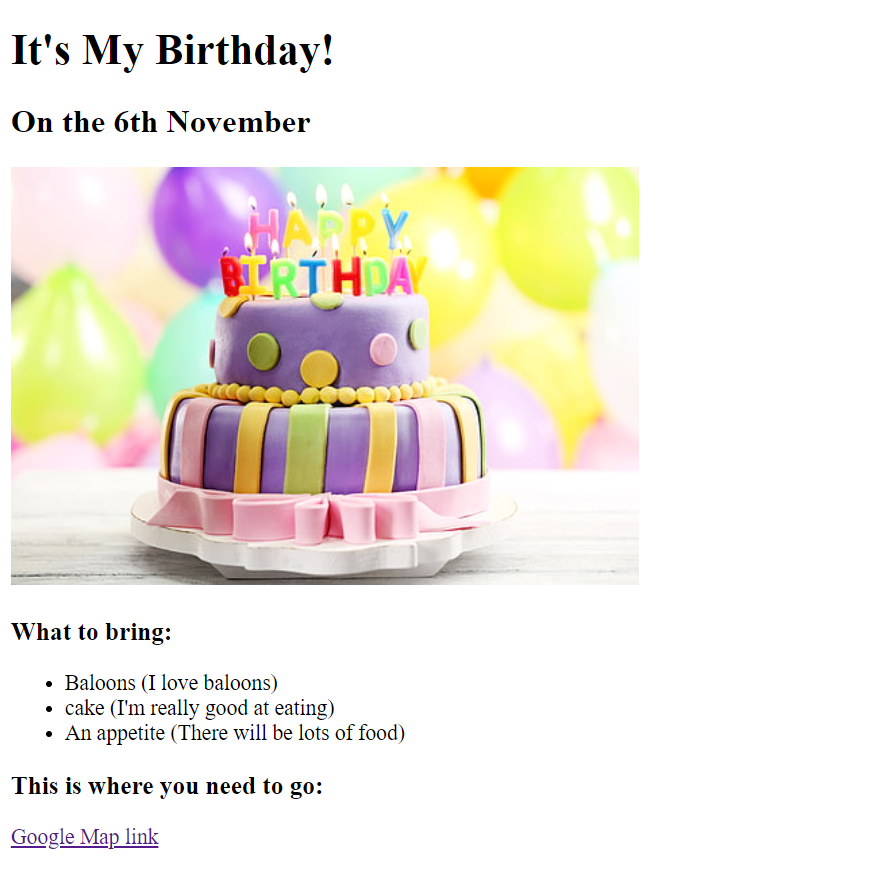 It's My Birthday!
On the 6th November
HAPPY
BIRTHDAY
What to bring:
Baloons (I love baloons)
cake (I'm really good at eating)
An appetite (There will be lots of food)
This is where you need to go:
Google Map link